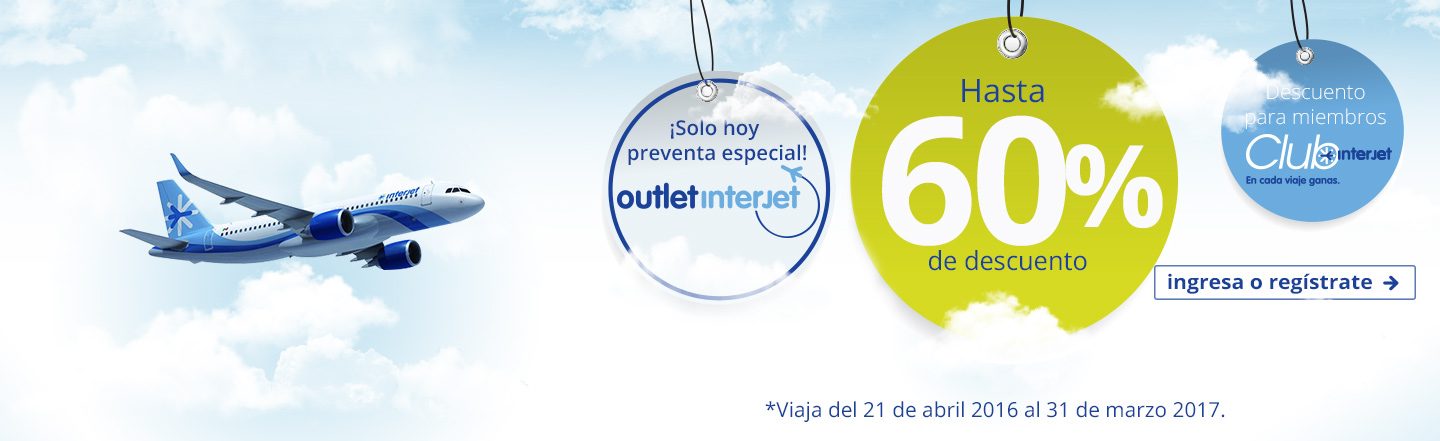 interjet
¡Solo hoy
preventa especial!
outlet interjet
Hasta
60%
de descuento
Descuento
para miembros
Club interjet
En cada viaje ganas.
ingresa o regístrate
*Viaja del 21 de abril 2016 al 31 de marzo 2017.